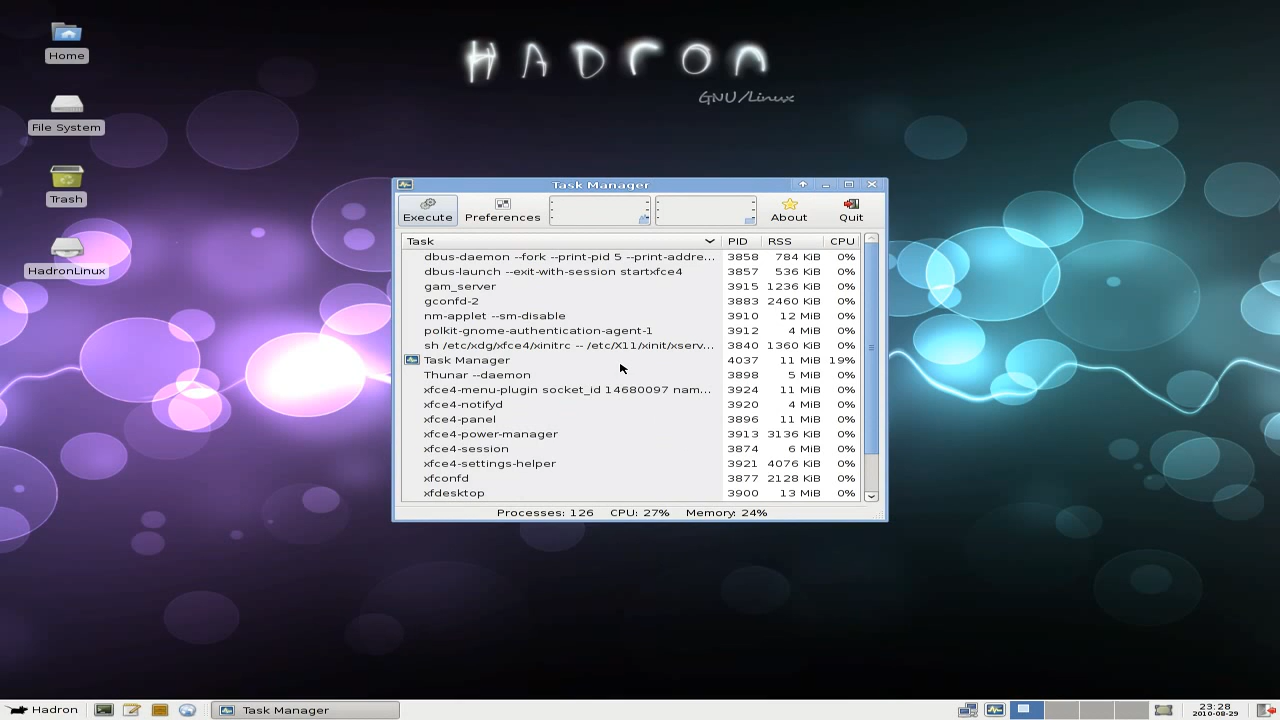 HADRON
GNU/Linux
Home
File System
Trash
HadronLinux
Task Manager
Execute Preferences About Quit
Task PID RSS CPU
dbus-daemon --fork --print-pid 5 --print-addre... 3858 784 KiB 0%
dbus-launch --exit-with-session startxfce4 3857 536 KiB 0%
gam_server 3915 1236 KiB 0%
gconfd-2 3883 2460 KiB 0%
nm-applet --sm-disable 3910 12 MiB 0%
polkit-gnome-authentication-agent-1 3912 4 MiB 0%
sh /etc/xdg/xfce4/xinitrc -- /etc/X11/xinit/xserv... 3840 1360 KiB 0%
Task Manager 4037 11 MiB 19%
Thunar --daemon 3898 5 MiB 0%
xfce4-menu-plugin socket_id 14680097 nam... 3924 11 MiB 0%
xfce4-notifyd 3920 4 MiB 0%
xfce4-panel 3896 11 MiB 0%
xfce4-power-manager 3913 3136 KiB 0%
xfce4-session 3874 6 MiB 0%
xfce4-settings-helper 3921 4076 KiB 0%
xfconfd 3877 2128 KiB 0%
xfdesktop 3900 13 MiB 0%
Processes: 126 CPU: 27% Memory: 24%
Hadron Task Manager 23:28
2010-08-29